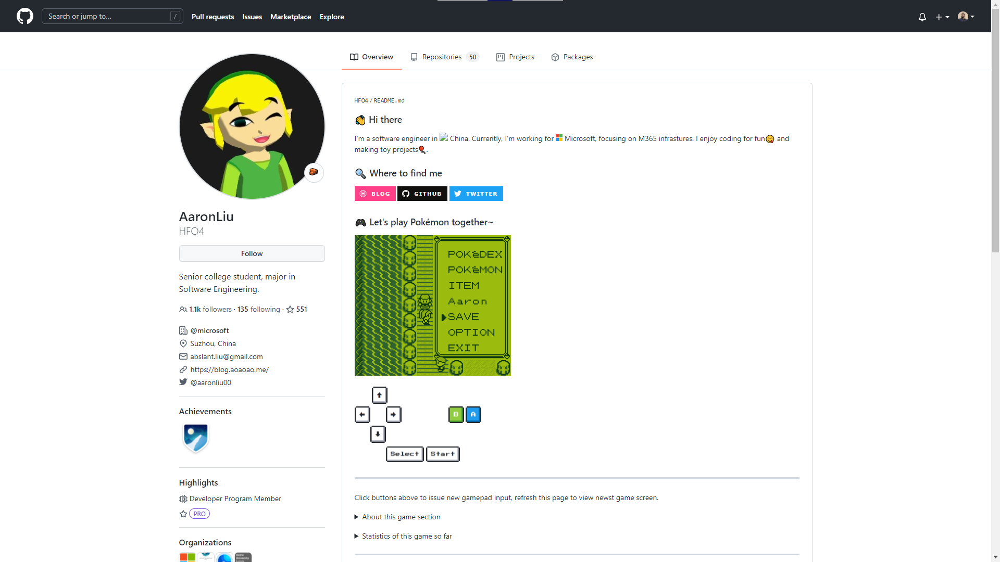 Search or jump to...
/
Pull requests
Issues
Marketplace
Explore
Overview
Repositories 50
Projects
Packages
AaronLiu
HFO4
Follow
Senior college student, major in
Software Engineering.
1.1k followers · 135 following · 551
@microsoft
Suzhou, China
abslant.liu@gmail.com
https://blog.aoaoao.me/
@aaronliu00
Achievements
Highlights
Developer Program Member
PRO
Organizations
HFO4 / README.md
👋 Hi there
I'm a software engineer in China. Currently, I'm working for Microsoft, focusing on M365 infrastures. I enjoy coding for fun😋 and
making toy projects🎈.
🔍 Where to find me
BLOG
GITHUB
TWITTER
🎮 Let's play Pokémon together~
POKéDEX
POKéMON
ITEM
Aaron
▶SAVE
OPTION
EXIT
B A
Select Start
Click buttons above to issue new gamepad input, refresh this page to view newst game screen.
▶ About this game section
▶ Statistics of this game so far